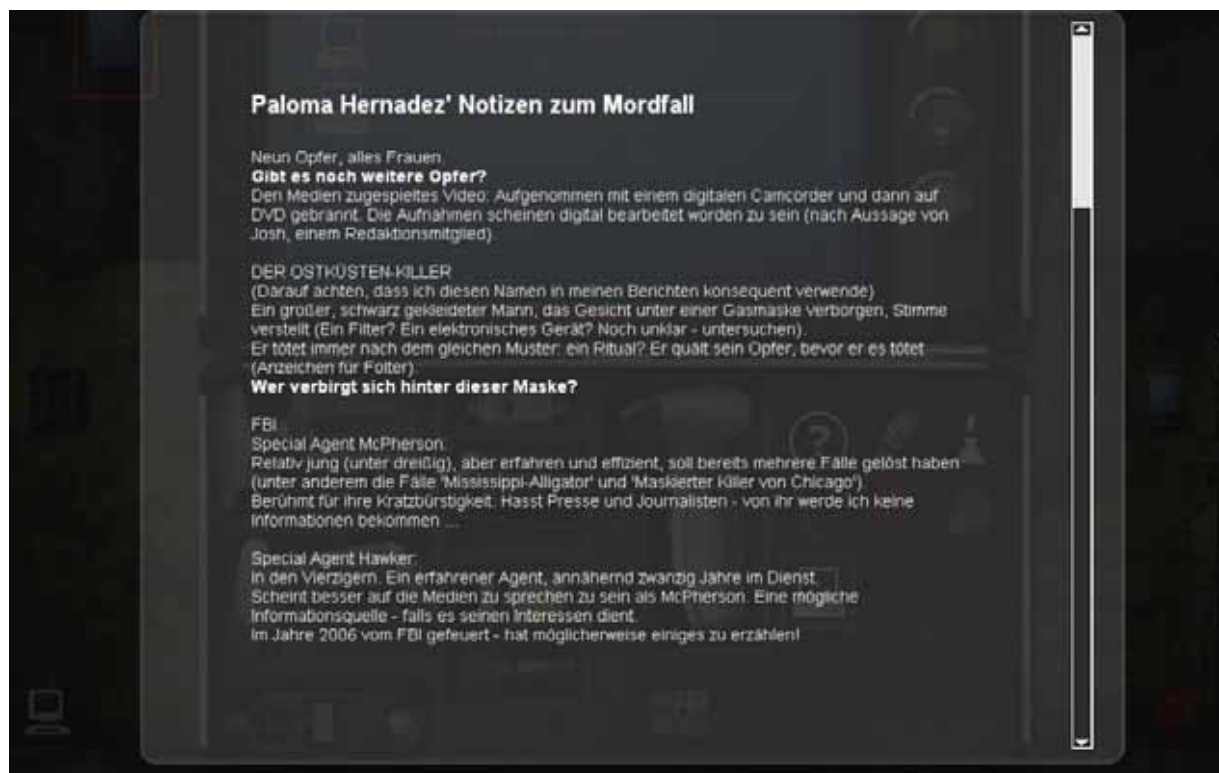 Paloma Hernadez' Notizen zum Mordfall
Neun Opfer, alles Frauen.
Gibt es noch weitere Opfer?
Den Medien zugespieltes Video: Aufgenommen mit einem digitalen Camcorder und dann auf
DVD gebrannt. Die Aufnahmen scheinen digital bearbeitet worden zu sein (nach Aussage von
Josh, einem Redaktionsmitglied).
DER OSTKÜSTEN-KILLER
(Darauf achten, dass ich diesen Namen in meinen Berichten konsequent verwende)
Ein großer, schwarz gekleideter Mann, das Gesicht unter einer Gasmaske verborgen, Stimme
verstellt (Ein Filter? Ein elektronisches Gerät? Noch unklar - untersuchen).
Er tötet immer nach dem gleichen Muster: ein Ritual? Er quält sein Opfer, bevor er es tötet
(Anzeichen für Folter).
Wer verbirgt sich hinter dieser Maske?
FBI
Special Agent McPherson:
Relativ jung (unter dreißig), aber erfahren und effizient, soll bereits mehrere Fälle gelöst haben
(unter anderem die Fälle 'Mississippi-Alligator' und 'Maskierter Killer von Chicago').
Berühmt für ihre Kratzbürstigkeit. Hasst Presse und Journalisten - von ihr werde ich keine
Informationen bekommen ...
Special Agent Hawker:
In den Vierzigern. Ein erfahrener Agent, annähernd zwanzig Jahre im Dienst.
Scheint besser auf die Medien zu sprechen zu sein als McPherson. Eine mögliche
Informationsquelle - falls es seinen Interessen dient.
Im Jahre 2006 vom FBI gefeuert - hat möglicherweise einiges zu erzählen!